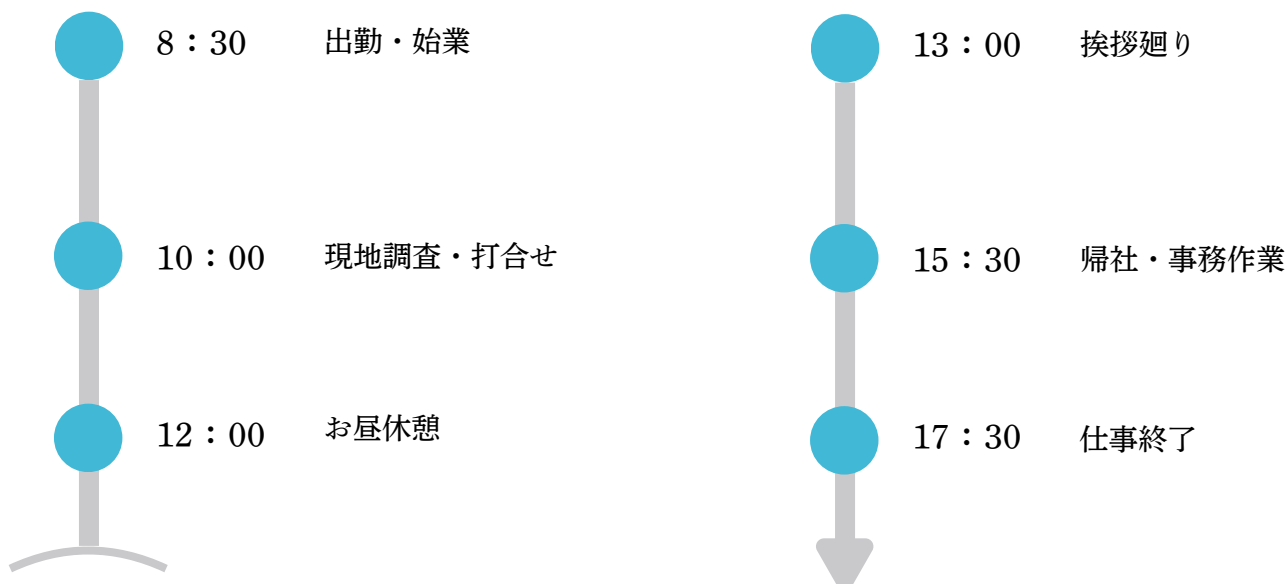 8：30 出勤・始業
10：00 現地調査・打合せ
12：00 お昼休憩
13：00 挨拶廻り
15：30 帰社・事務作業
17：30 仕事終了